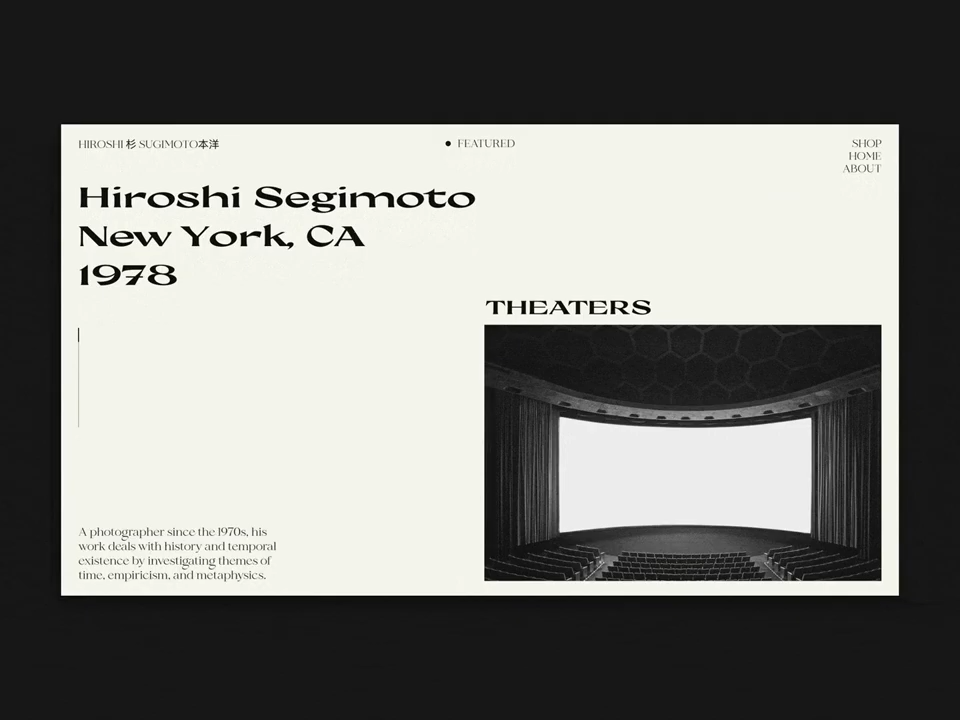 HIROSHI 杉 SUGIMOTO本洋
• FEATURED
SHOP
HOME
ABOUT
Hiroshi Segimoto
New York, CA
1978
THEATERS
A photographer since the 1970s, his
work deals with history and temporal
existence by investigating themes of
time, empiricism, and metaphysics.